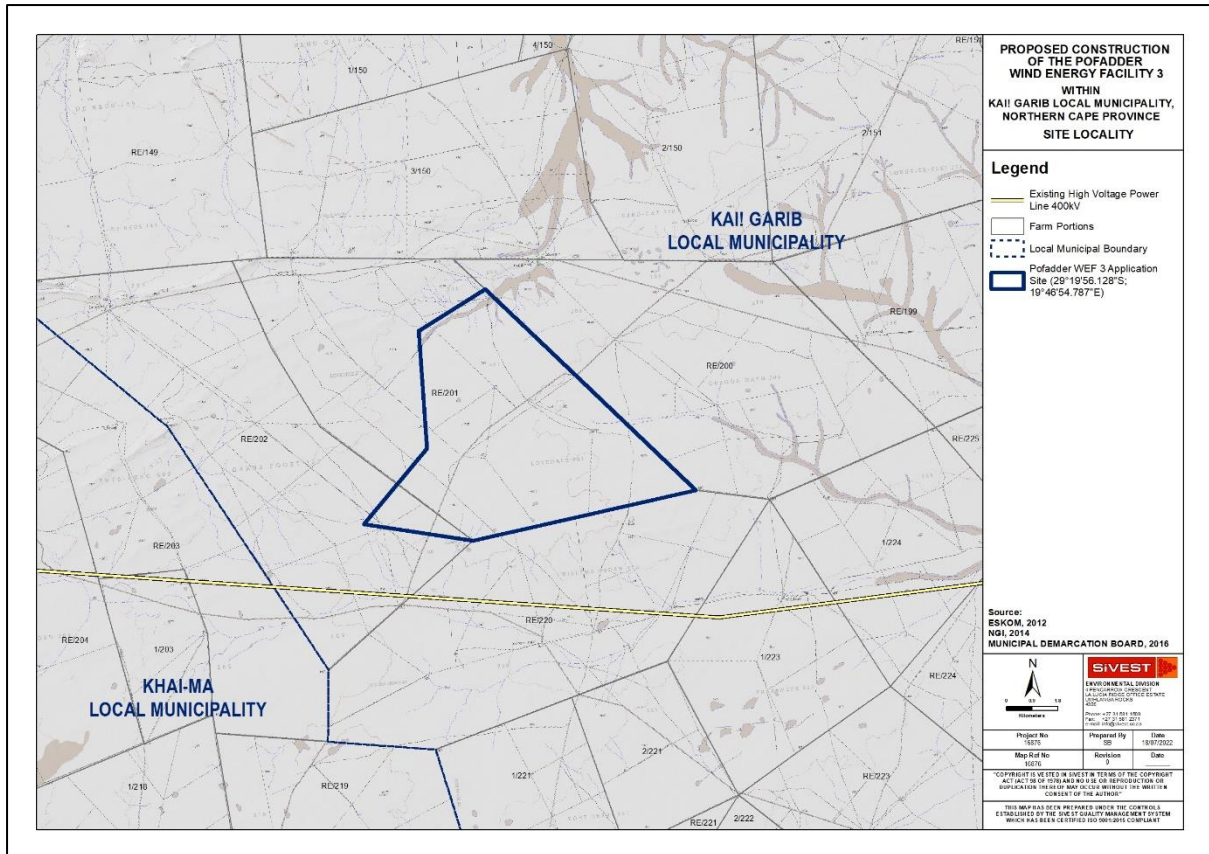 PROPOSED CONSTRUCTION
OF THE POFADDER
WIND ENERGY FACILITY 3
WITHIN
KAI! GARIB LOCAL MUNICIPALITY,
NORTHERN CAPE PROVINCE
SITE LOCALITY
Legend
Existing High Voltage Power
Line 400kV
Farm Portions
Local Municipal Boundary
Pofadder WEF 3 Application
Site (29°19'56.128"S;
19°46'54.787"E)
4/150
1/150
RE/149
3/150
2/150
2/151
KAI! GARIB
LOCAL MUNICIPALITY
RE/199
RE/200
RE/201
RE/202
RE/225
RE/203
1/224
RE/204
1/203
RE/220
1/223
RE/224
KHAI-MA
LOCAL MUNICIPALITY
2/221
1/218
RE/219
1/221
RE/223
RE/221
2/222
Source:
ESKOM, 2012
NGI, 2014
MUNICIPAL DEMARCATION BOARD, 2016
N
Kilometers
SiVEST
ENVIRONMENTAL DIVISION
LA LUCIA RIDGE OFFICE ESTATE
UMHLANGA ROCKS
Project No
16876
Prepared By
SB
Date
18/07/2022
Map Ref No
Revision
0
Date
"COPYRIGHT IS VESTED IN SIVEST IN TERMS OF THE COPYRIGHT
ACT (ACT 98 OF 1978) AND NO USE OR REPRODUCTION OR
DUPLICATION THEREOF MAY OCCUR WITHOUT THE WRITTEN
CONSENT OF THE AUTHOR"
THIS MAP HAS BEEN PREPARED UNDER THE CONTROLS
ESTABLISHED BY THE SIVEST QUALITY MANAGEMENT SYSTEM
WHICH HAS BEEN CERTIFIED ISO 9001:2015 COMPLIANT